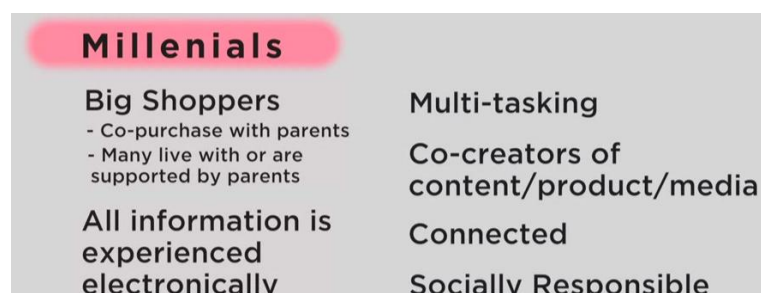 Millenials
Big Shoppers
- Co-purchase with parents
- Many live with or are
supported by parents
All information is
experienced
electronically
Multi-tasking
Co-creators of
content/product/media
Connected
Socially Responsible